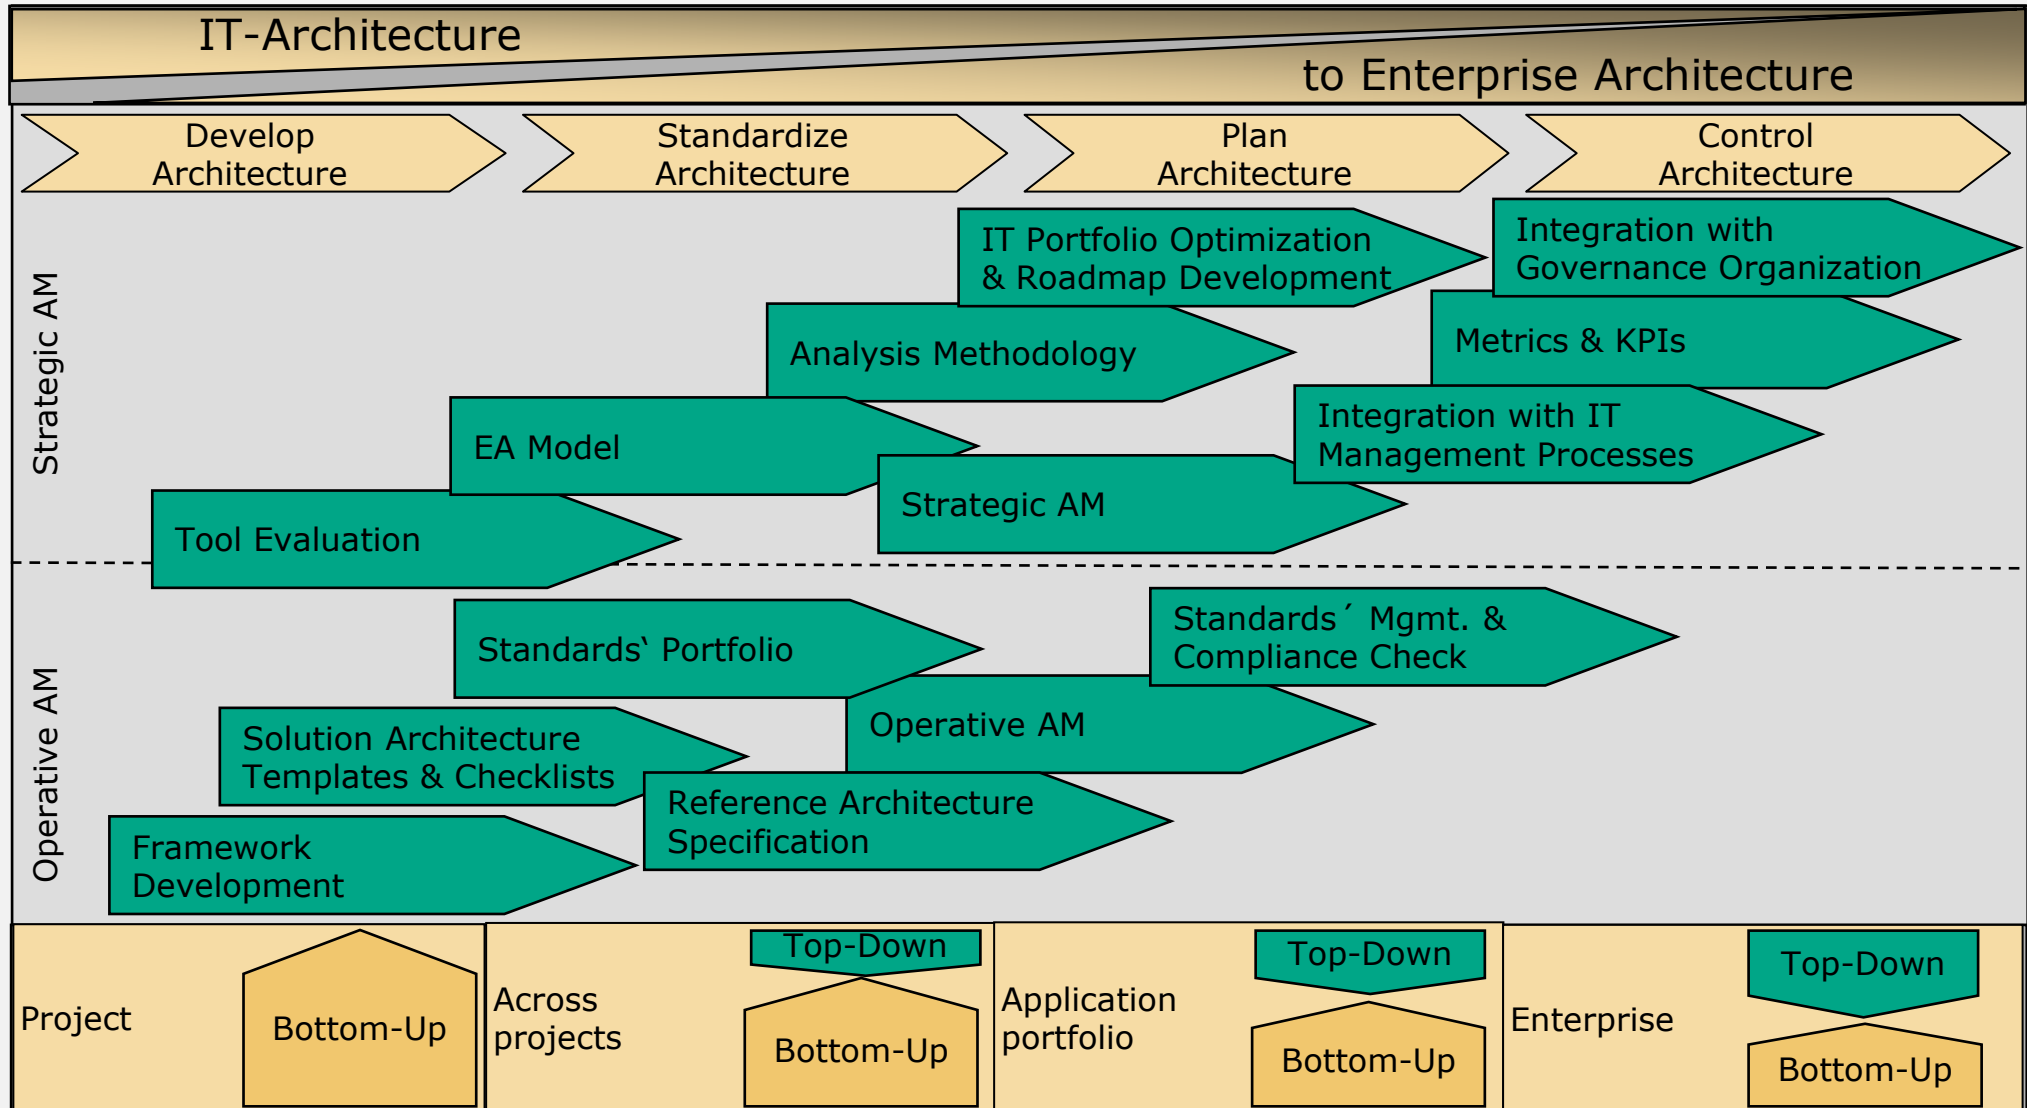 IT-Architecture
to Enterprise Architecture
Develop
Architecture
Standardize
Architecture
Plan
Architecture
Control
Architecture
Strategic AM
IT Portfolio Optimization
& Roadmap Development
Integration with
Governance Organization
Analysis Methodology
Metrics & KPIs
EA Model
Integration with IT
Management Processes
Strategic AM
Tool Evaluation
Operative AM
Standards‘ Portfolio
Standards´ Mgmt. &
Compliance Check
Solution Architecture
Templates & Checklists
Operative AM
Reference Architecture
Specification
Framework
Development
Project
Bottom-Up
Across
projects
Top-Down
Bottom-Up
Application
portfolio
Top-Down
Bottom-Up
Enterprise
Top-Down
Bottom-Up